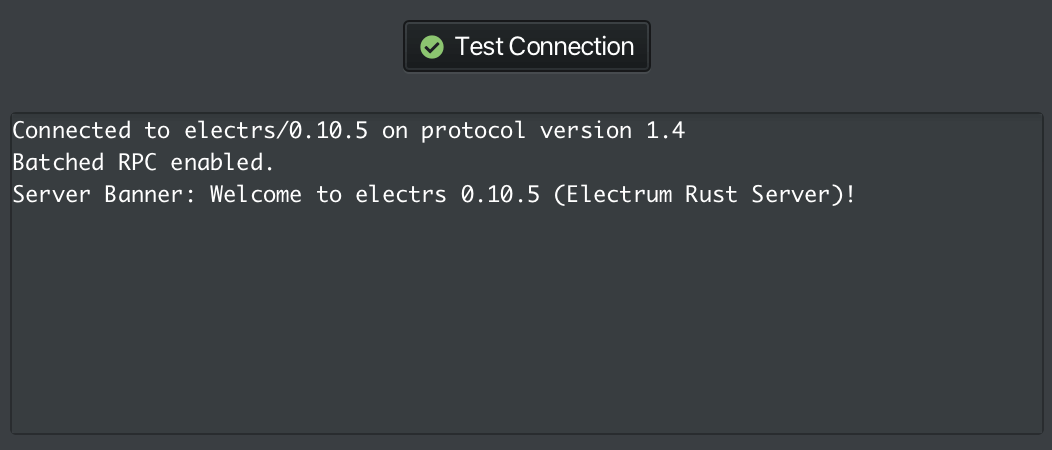 Test Connection
Connected to electrs/0.10.5 on protocol version 1.4
Batched RPC enabled.
Server Banner: Welcome to electrs 0.10.5 (Electrum Rust Server)!